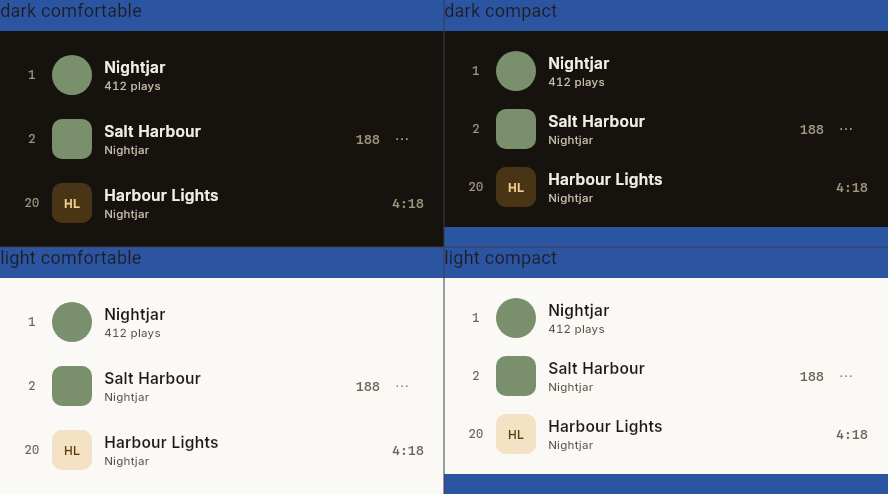 dark comfortable
1
Nightjar
412 plays
2
Salt Harbour
Nightjar
188 ···
20
HL
Harbour Lights
Nightjar
4:18
dark compact
1
Nightjar
412 plays
2
Salt Harbour
Nightjar
188 ···
20
HL
Harbour Lights
Nightjar
4:18
light comfortable
1
Nightjar
412 plays
2
Salt Harbour
Nightjar
188 ···
20
HL
Harbour Lights
Nightjar
4:18
light compact
1
Nightjar
412 plays
2
Salt Harbour
Nightjar
188 ···
20
HL
Harbour Lights
Nightjar
4:18